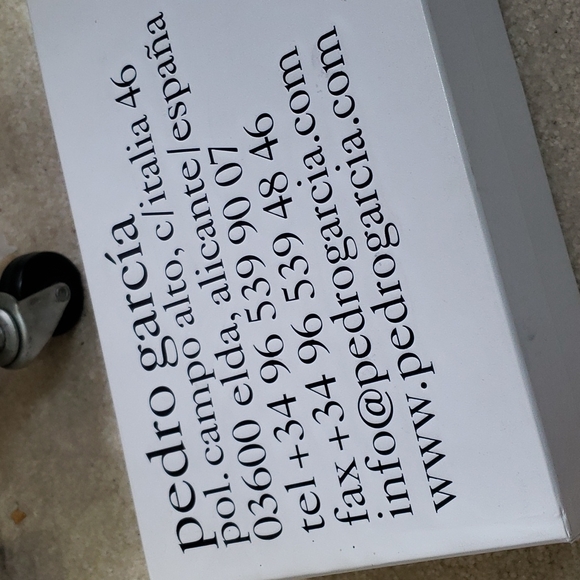 pedro garcía
pol. campo alto, c/italia 46
03600 elda, alicante/españa
tel +34 96 539 90 07
fax +34 96 539 48 46
info@pedrogarcia.com
www.pedrogarcia.com